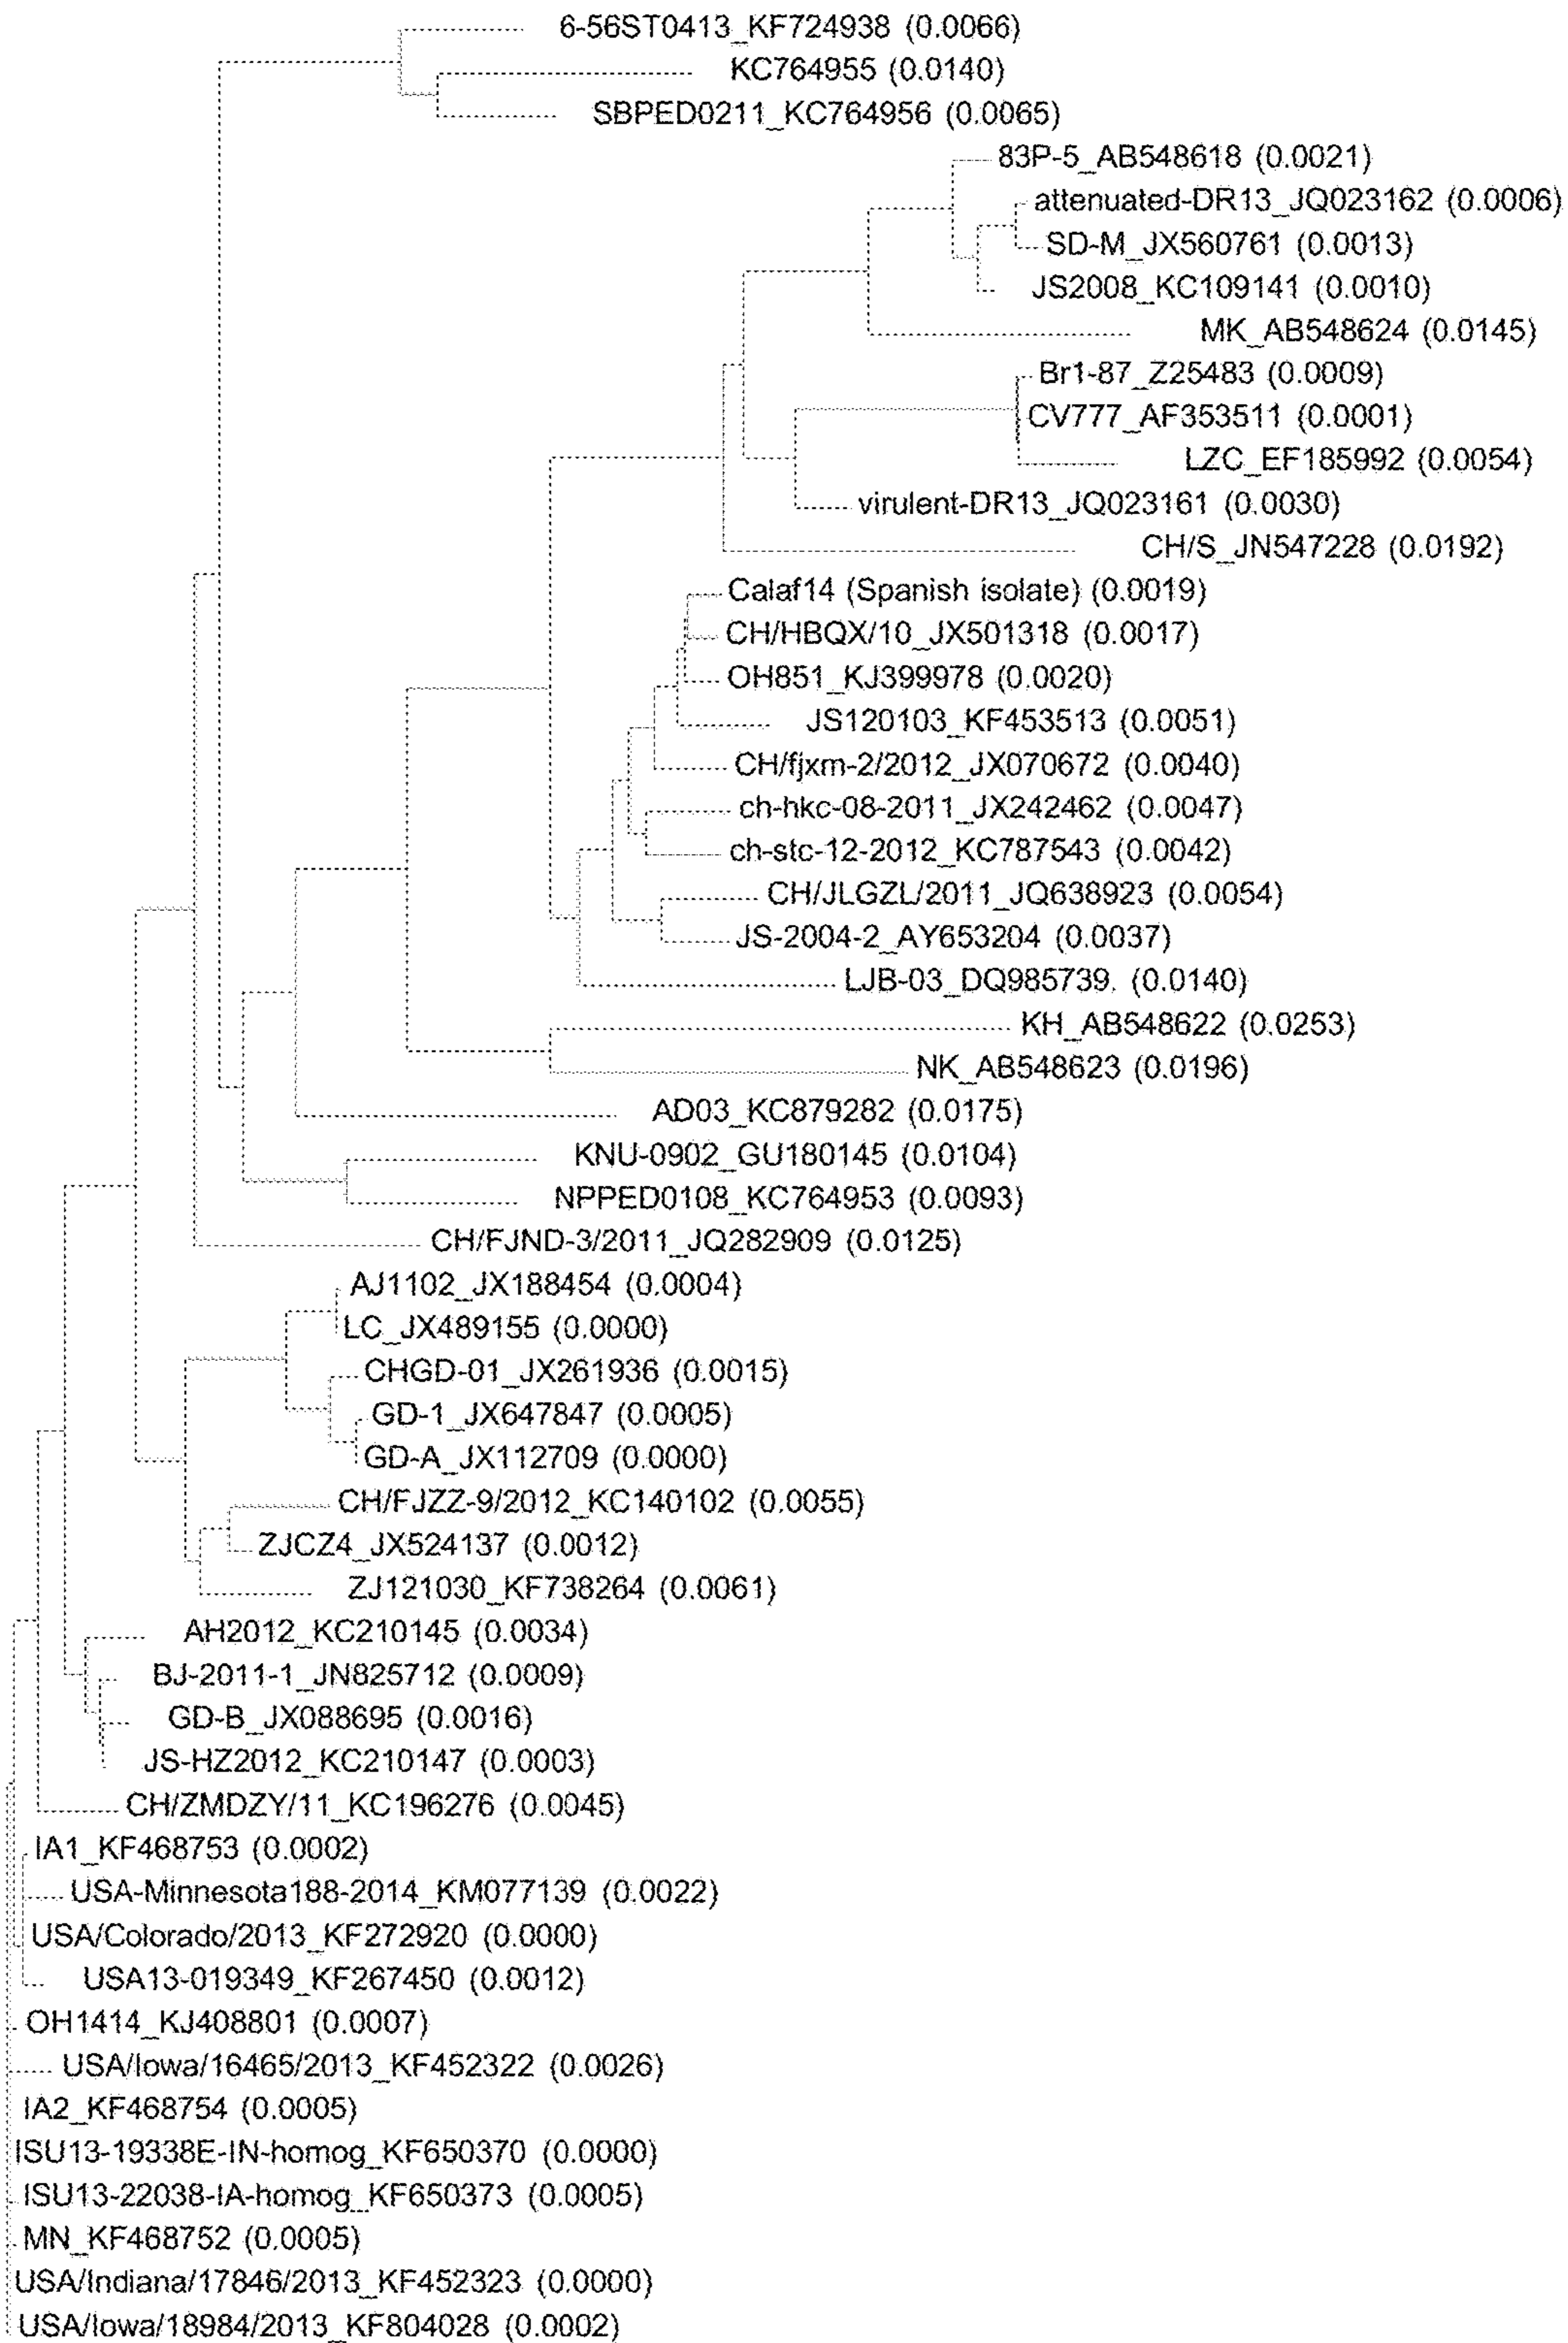 6-56ST0413_KF724938 (0.0066)
KC764955 (0.0140)
SBPED0211_KC764956 (0.0065)
83P-5_AB548618 (0.0021)
attenuated-DR13_JQ023162 (0.0006)
SD-M_JX560761 (0.0013)
JS2008_KC109141 (0.0010)
MK_AB548624 (0.0145)
Br1-87_Z25483 (0.0009)
CV777_AF353511 (0.0001)
LZC_EF185992 (0.0054)
virulent-DR13_JQ023161 (0.0030)
CH/S_JN547228 (0.0192)
Calaf14 (Spanish isolate) (0.0019)
CH/HBQX/10_JX501318 (0.0017)
OH851_KJ399978 (0.0020)
JS120103_KF453513 (0.0051)
CH/fjxm-2/2012_JX070672 (0.0040)
ch-hkc-08-2011_JX242462 (0.0047)
ch-stc-12-2012_KC787543 (0.0042)
CH/JLGZL/2011_JQ638923 (0.0054)
JS-2004-2_AY653204 (0.0037)
LJB-03_DQ985739. (0.0140)
KH_AB548622 (0.0253)
NK_AB548623 (0.0196)
AD03_KC879282 (0.0175)
KNU-0902_GU180145 (0.0104)
NPPED0108_KC764953 (0.0093)
CH/FJND-3/2011_JQ282909 (0.0125)
AJ1102_JX188454 (0.0004)
LC_JX489155 (0.0000)
CHGD-01_JX261936 (0.0015)
GD-1_JX647847 (0.0005)
GD-A_JX112709 (0.0000)
CH/FJZZ-9/2012_KC140102 (0.0055)
ZJCZ4_JX524137 (0.0012)
ZJ121030_KF738264 (0.0061)
AH2012_KC210145 (0.0034)
BJ-2011-1_JN825712 (0.0009)
GD-B_JX088695 (0.0016)
JS-HZ2012_KC210147 (0.0003)
CH/ZMDZY/11_KC196276 (0.0045)
IA1_KF468753 (0.0002)
USA-Minnesota188-2014_KM077139 (0.0022)
USA/Colorado/2013_KF272920 (0.0000)
USA13-019349_KF267450 (0.0012)
OH1414_KJ408801 (0.0007)
USA/Iowa/16465/2013_KF452322 (0.0026)
IA2_KF468754 (0.0005)
ISU13-19338E-IN-homog_KF650370 (0.0000)
ISU13-22038-IA-homog_KF650373 (0.0005)
MN_KF468752 (0.0005)
USA/Indiana/17846/2013_KF452323 (0.0000)
USA/Iowa/18984/2013_KF804028 (0.0002)